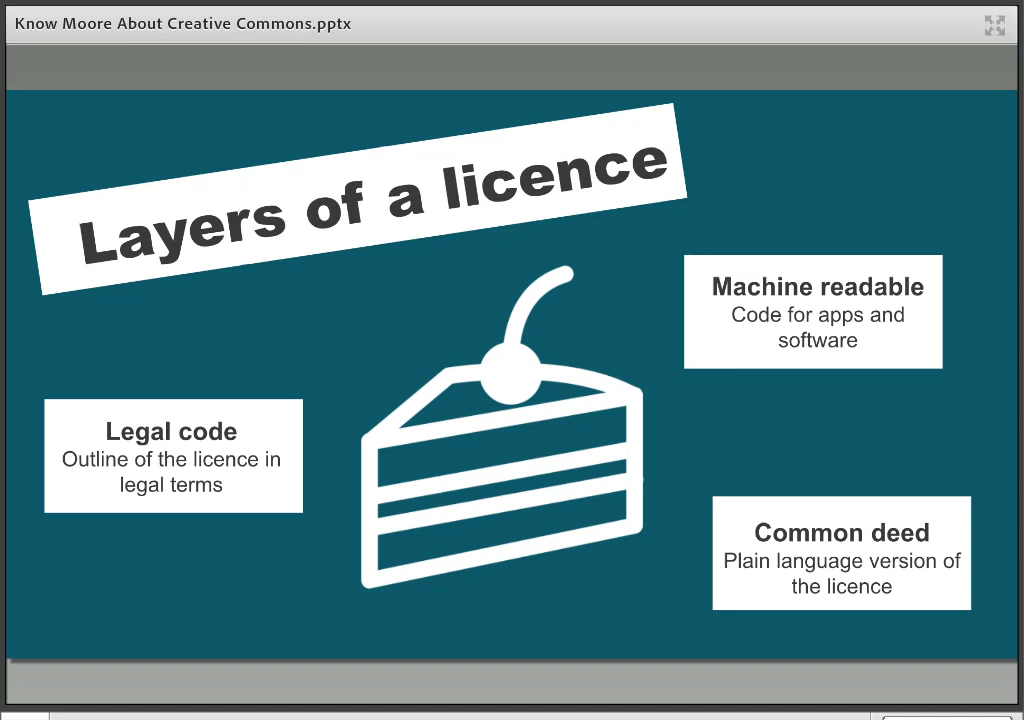 Know Moore About Creative Commons.pptx
Layers of a licence
Machine readable
Code for apps and
software
Legal code
Outline of the licence in
legal terms
Common deed
Plain language version of
the licence